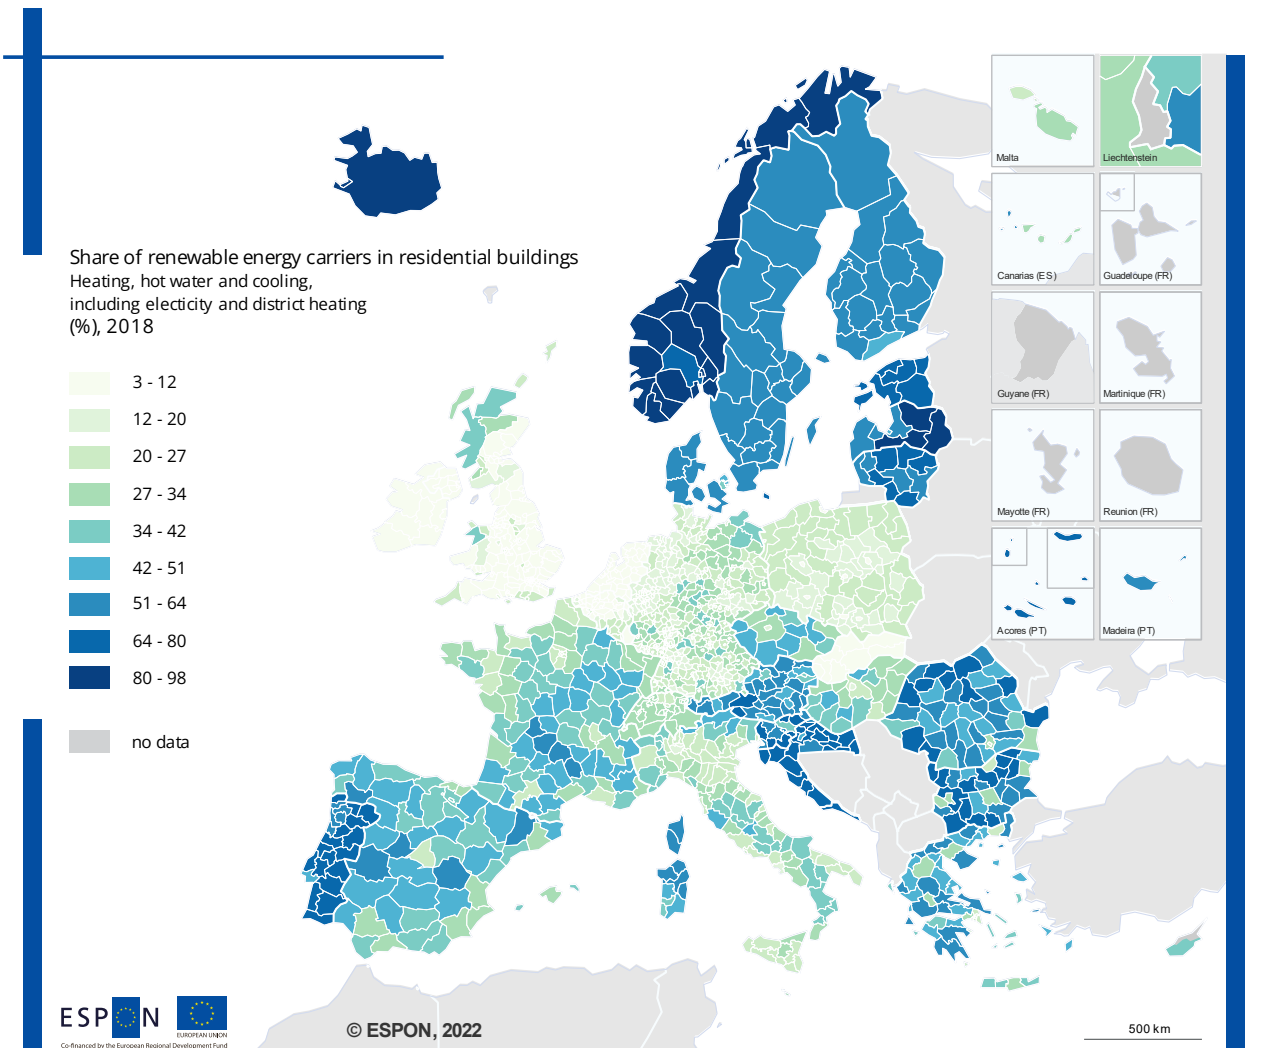 Share of renewable energy carriers in residential buildings
Heating, hot water and cooling,
including electicity and district heating
(%), 2018
3 - 12
12 - 20
20 - 27
27 - 34
34 - 42
42 - 51
51 - 64
64 - 80
80 - 98
no data
Malta
Liechtenstein
Canarias (ES)
Guadeloupe (FR)
Guyane (FR)
Martinique (FR)
Mayotte (FR)
Reunion (FR)
Acores (PT)
Madeira (PT)
ESPON
EUROPEAN UNION
Co-financed by the European Regional Development Fund
© ESPON, 2022
500 km